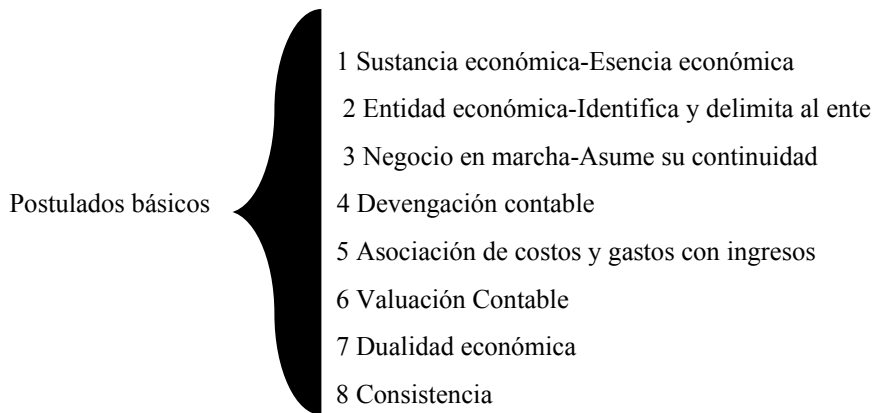 1 Sustancia económica-Esencia económica
2 Entidad económica-Identifica y delimita al ente
3 Negocio en marcha-Asume su continuidad
Postulados básicos
4 Devengación contable
5 Asociación de costos y gastos con ingresos
6 Valuación Contable
7 Dualidad económica
8 Consistencia